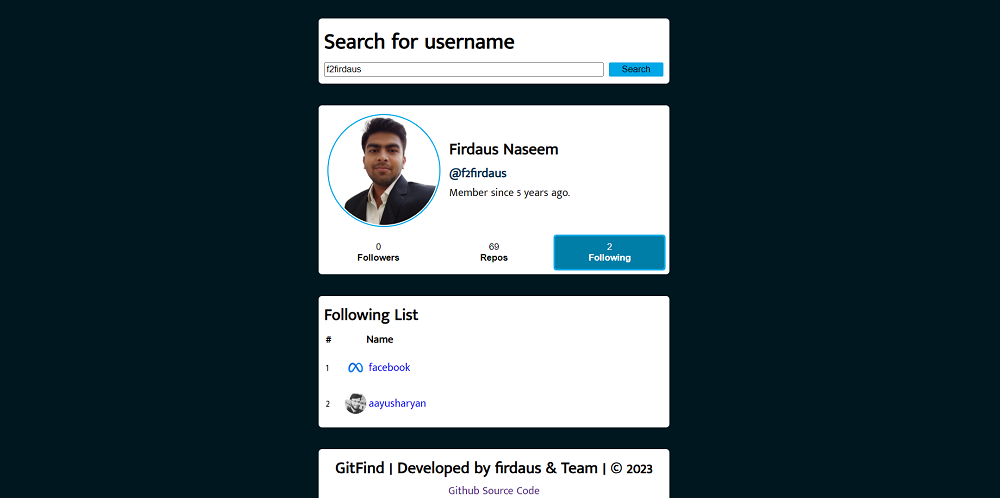 Search for username
f2firdaus Search
Firdaus Naseem
@f2firdaus
Member since 5 years ago.
0 69 2
Followers Repos Following
Following List
# Name
1 facebook
2 aayusharyan
GitFind | Developed by firdaus & Team | © 2023
Github Source Code